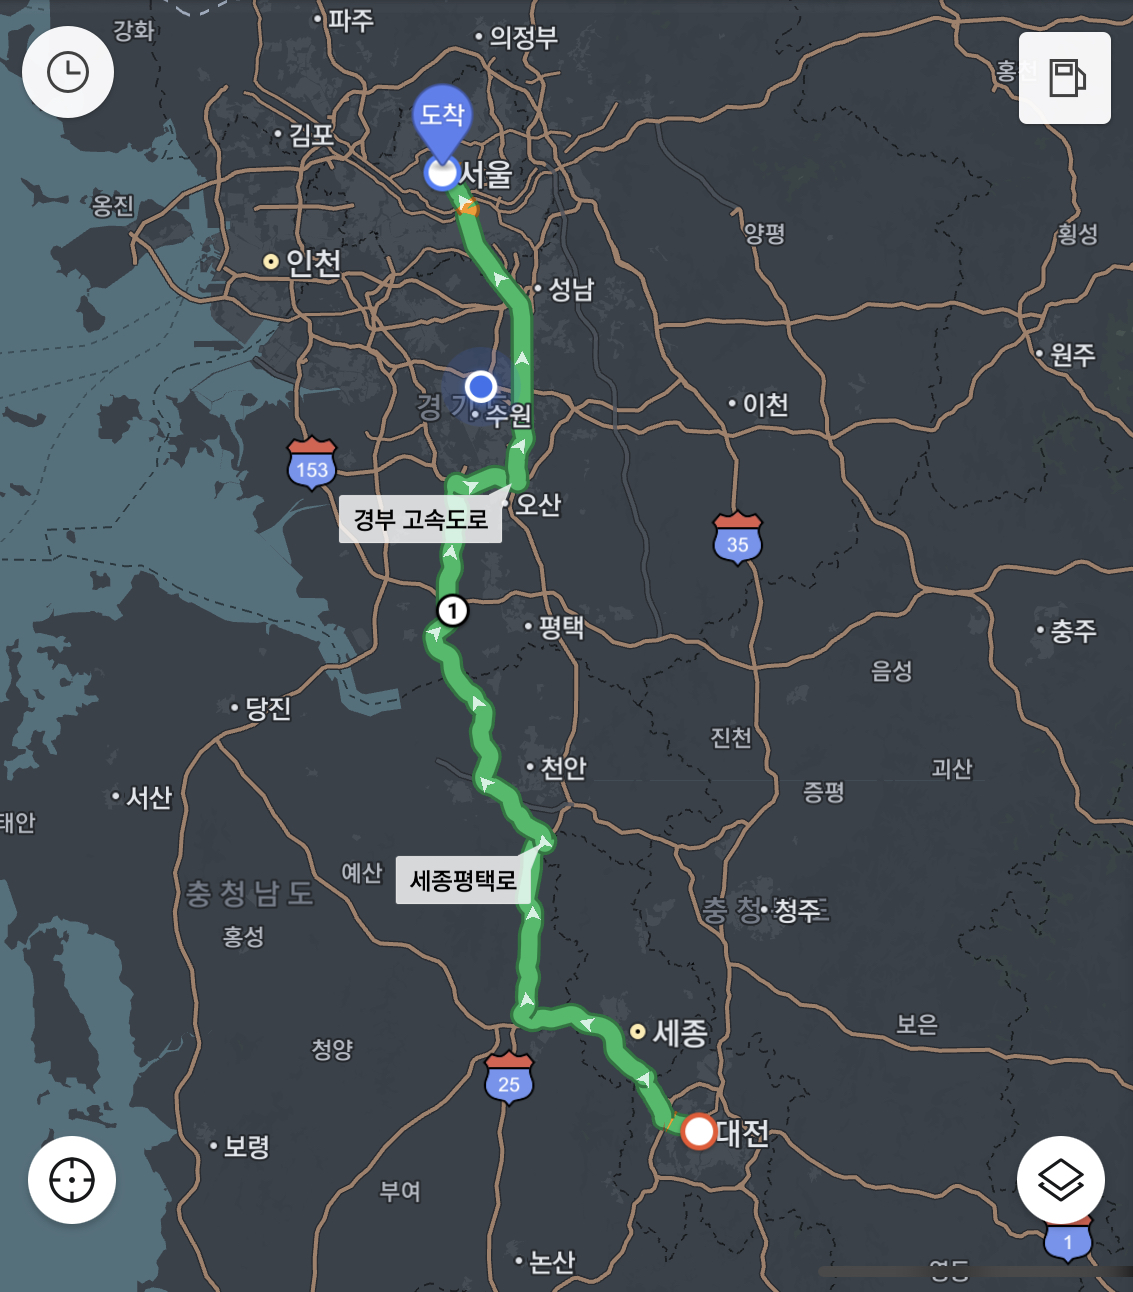 강화
파주
의정부
홍천
도착
김포
서울
옹진
양평
횡성
인천
성남
원주
이천
경기도
수원
153
오산
경부 고속도로
35
1
평택
충주
음성
당진
진천
천안
괴산
증평
서산
태안
예산
세종평택로
충청남도
청주
홍성
세종
보은
청양
25
대전
보령
부여
1
논산